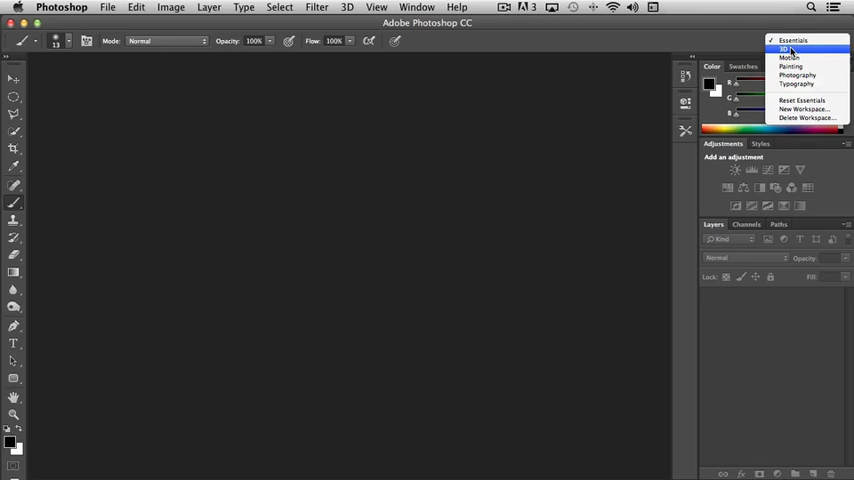 Photoshop File Edit Image Layer Type Select Filter 3D View Window Help 3
Adobe Photoshop CC
13 Mode: Normal Opacity: 100% Flow: 100%
Essentials
3D
Motion
Painting
Photography
Typography
Reset Essentials
New Workspace...
Delete Workspace...
Color Swatches
R
G
B
Adjustments Styles
Add an adjustment
Layers Channels Paths
Kind
Normal Opacity:
Lock: Fill: